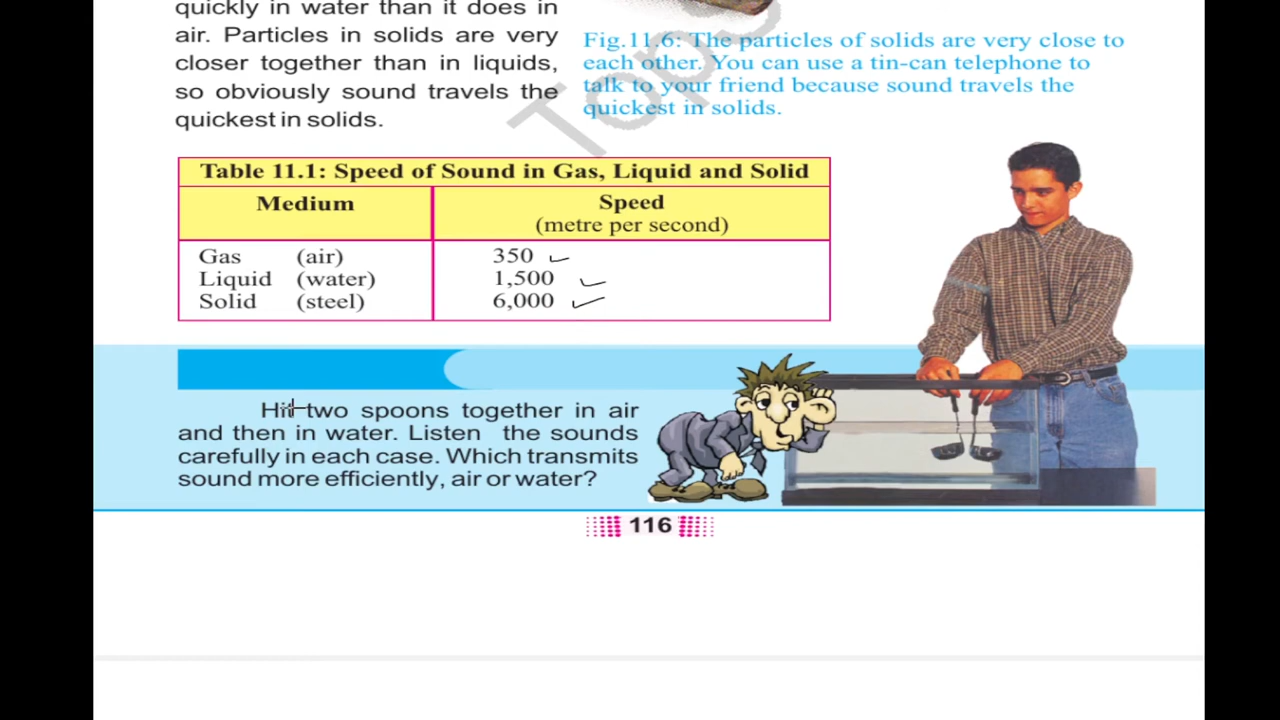 quickly in water than it does in
air. Particles in solids are very
closer together than in liquids,
so obviously sound travels the
quickest in solids.
Fig.11.6: The particles of solids are very close to
each other. You can use a tin-can telephone to
talk to your friend because sound travels the
quickest in solids.
Tops
Table 11.1: Speed of Sound in Gas, Liquid and Solid
Medium Speed
(metre per second)
Gas (air) 350
Liquid (water) 1,500
Solid (steel) 6,000
Hit two spoons together in air
and then in water. Listen the sounds
carefully in each case. Which transmits
sound more efficiently, air or water?
116